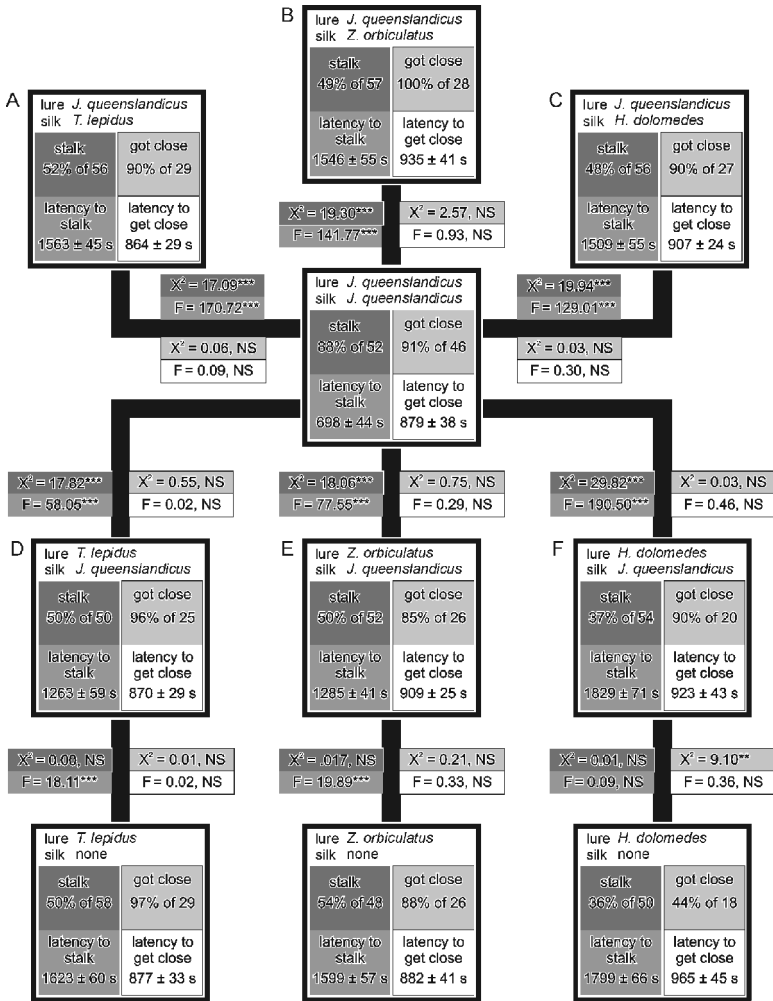 B
lure J. queenslandicus
silk Z. orbiculatus
stalk
49% of 57
got close
100% of 28
latency to
stalk
1546 ± 55 s
latency to
get close
935 ± 41 s
A
lure J. queenslandicus
silk T. lepidus
stalk
52% of 56
got close
90% of 29
latency to
stalk
1563 ± 45 s
latency to
get close
864 ± 29 s
C
lure J. queenslandicus
silk H. dolomedes
stalk
48% of 56
got close
90% of 27
latency to
stalk
1509 ± 55 s
latency to
get close
907 ± 24 s
X² = 19.30***
F = 141.77***
X² = 2.57, NS
F = 0.93, NS
X² = 17.09***
F = 170.72***
X² = 0.06, NS
F = 0.09, NS
X² = 19.94***
F = 129.01***
X² = 0.03, NS
F = 0.30, NS
lure J. queenslandicus
silk J. queenslandicus
stalk
88% of 52
got close
91% of 46
latency to
stalk
698 ± 44 s
latency to
get close
879 ± 38 s
X² = 17.82***
F = 58.05***
X² = 0.55, NS
F = 0.02, NS
X² = 18.06***
F = 77.55***
X² = 0.75, NS
F = 0.29, NS
X² = 29.82***
F = 190.50***
X² = 0.03, NS
F = 0.46, NS
D
lure T. lepidus
silk J. queenslandicus
stalk
50% of 50
got close
96% of 25
latency to
stalk
1263 ± 59 s
latency to
get close
870 ± 29 s
E
lure Z. orbiculatus
silk J. queenslandicus
stalk
50% of 52
got close
85% of 26
latency to
stalk
1285 ± 41 s
latency to
get close
909 ± 25 s
F
lure H. dolomedes
silk J. queenslandicus
stalk
37% of 54
got close
90% of 20
latency to
stalk
1829 ± 71 s
latency to
get close
923 ± 43 s
X² = 0.00, NS
F = 18.11***
X² = 0.01, NS
F = 0.02, NS
X² = .017, NS
F = 19.89***
X² = 0.21, NS
F = 0.33, NS
X² = 0.01, NS
F = 0.09, NS
X² = 9.10**
F = 0.36, NS
lure T. lepidus
silk none
stalk
50% of 58
got close
97% of 29
latency to
stalk
1623 ± 60 s
latency to
get close
877 ± 33 s
lure Z. orbiculatus
silk none
stalk
54% of 48
got close
88% of 26
latency to
stalk
1599 ± 57 s
latency to
get close
882 ± 41 s
lure H. dolomedes
silk none
stalk
36% of 50
got close
44% of 18
latency to
stalk
1799 ± 66 s
latency to
get close
965 ± 45 s